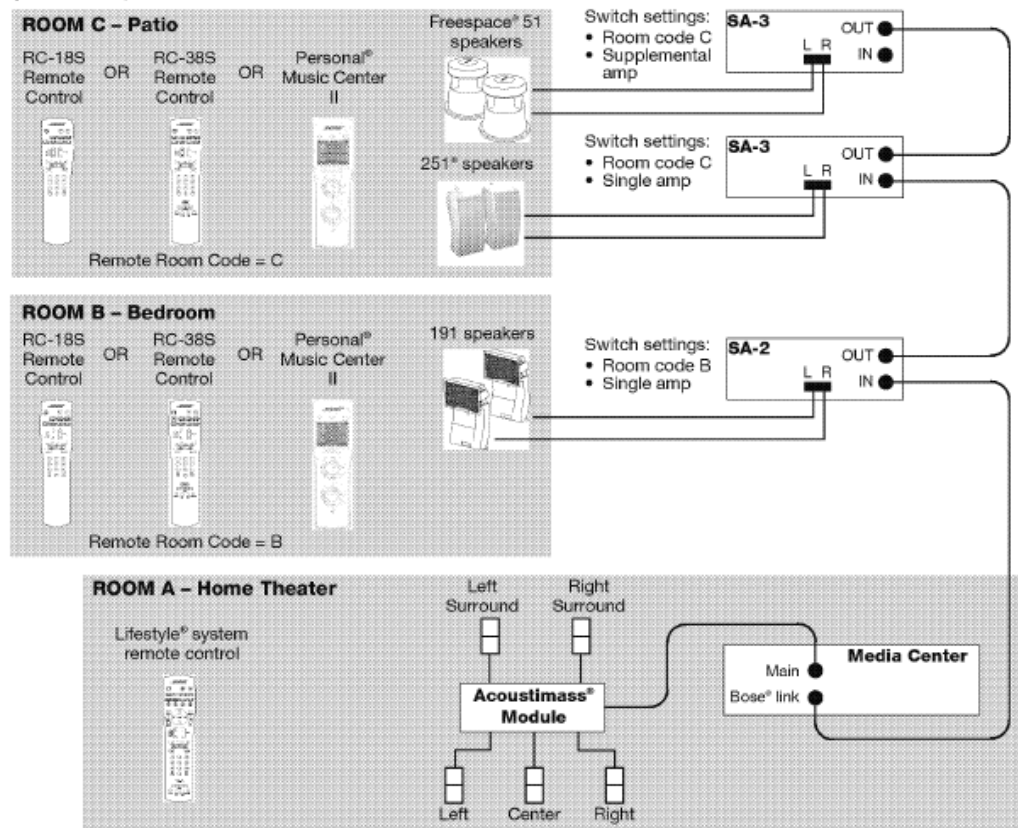 ROOM C – Patio
RC-18S
Remote
Control
OR
RC-38S
Remote
Control
OR
Personal®
Music Center
II
Remote Room Code = C
Freespace® 51
speakers
251® speakers
Switch settings:
• Room code C
• Supplemental
amp
SA-3
L R
OUT
IN
Switch settings:
• Room code C
• Single amp
SA-3
L R
OUT
IN
ROOM B – Bedroom
RC-18S
Remote
Control
OR
RC-38S
Remote
Control
OR
Personal®
Music Center
II
Remote Room Code = B
191 speakers
Switch settings:
• Room code B
• Single amp
SA-2
L R
OUT
IN
ROOM A – Home Theater
Lifestyle® system
remote control
Left
Surround
Right
Surround
Acoustimass®
Module
Left
Center
Right
Media Center
Main
Bose® link